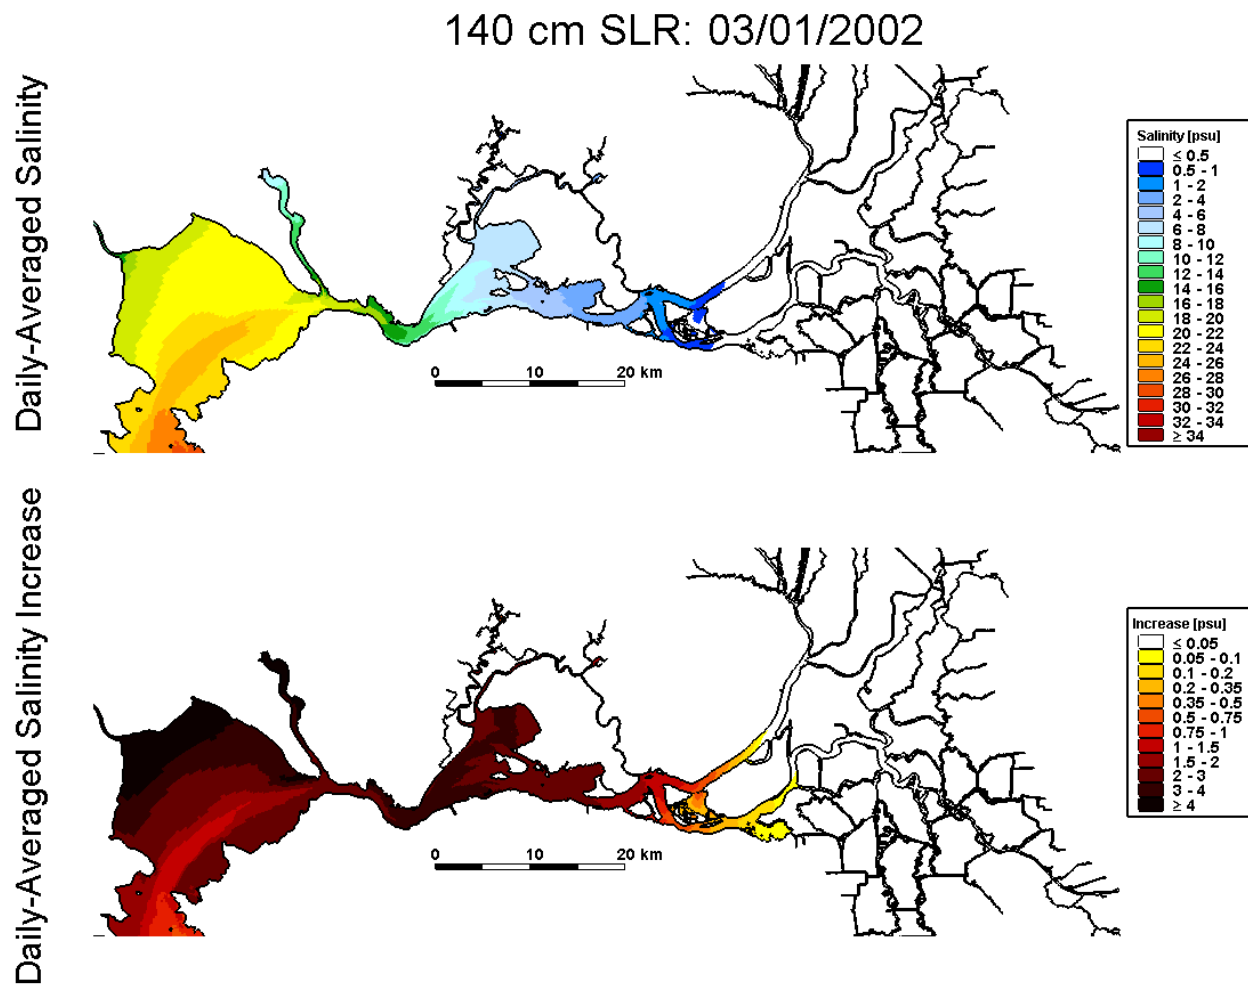 140 cm SLR: 03/01/2002
Daily-Averaged Salinity
Salinity [psu]
≤ 0.5
0.5 - 1
1 - 2
2 - 4
4 - 6
6 - 8
8 - 10
10 - 12
12 - 14
14 - 16
16 - 18
18 - 20
20 - 22
22 - 24
24 - 26
26 - 28
28 - 30
30 - 32
32 - 34
≥ 34
0 10 20 km
Daily-Averaged Salinity Increase
Increase [psu]
≤ 0.05
0.05 - 0.1
0.1 - 0.2
0.2 - 0.35
0.35 - 0.5
0.5 - 0.75
0.75 - 1
1 - 1.5
1.5 - 2
2 - 3
3 - 4
≥ 4
0 10 20 km